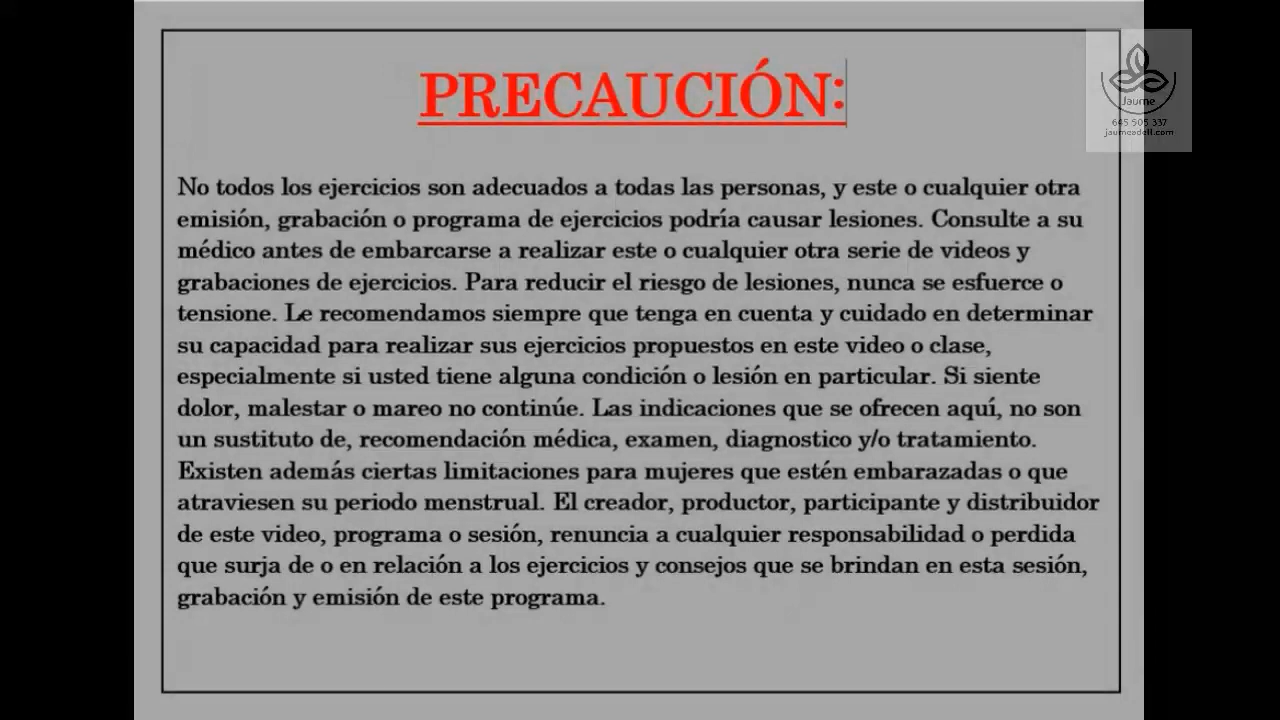 PRECAUCIÓN:
Jaume
645 505 337
jaumeadell.com
No todos los ejercicios son adecuados a todas las personas, y este o cualquier otra
emisión, grabación o programa de ejercicios podría causar lesiones. Consulte a su
médico antes de embarcarse a realizar este o cualquier otra serie de videos y
grabaciones de ejercicios. Para reducir el riesgo de lesiones, nunca se esfuerce o
tensione. Le recomendamos siempre que tenga en cuenta y cuidado en determinar
su capacidad para realizar sus ejercicios propuestos en este video o clase,
especialmente si usted tiene alguna condición o lesión en particular. Si siente
dolor, malestar o mareo no continúe. Las indicaciones que se ofrecen aquí, no son
un sustituto de, recomendación médica, examen, diagnostico y/o tratamiento.
Existen además ciertas limitaciones para mujeres que estén embarazadas o que
atraviesen su periodo menstrual. El creador, productor, participante y distribuidor
de este video, programa o sesión, renuncia a cualquier responsabilidad o perdida
que surja de o en relación a los ejercicios y consejos que se brindan en esta sesión,
grabación y emisión de este programa.